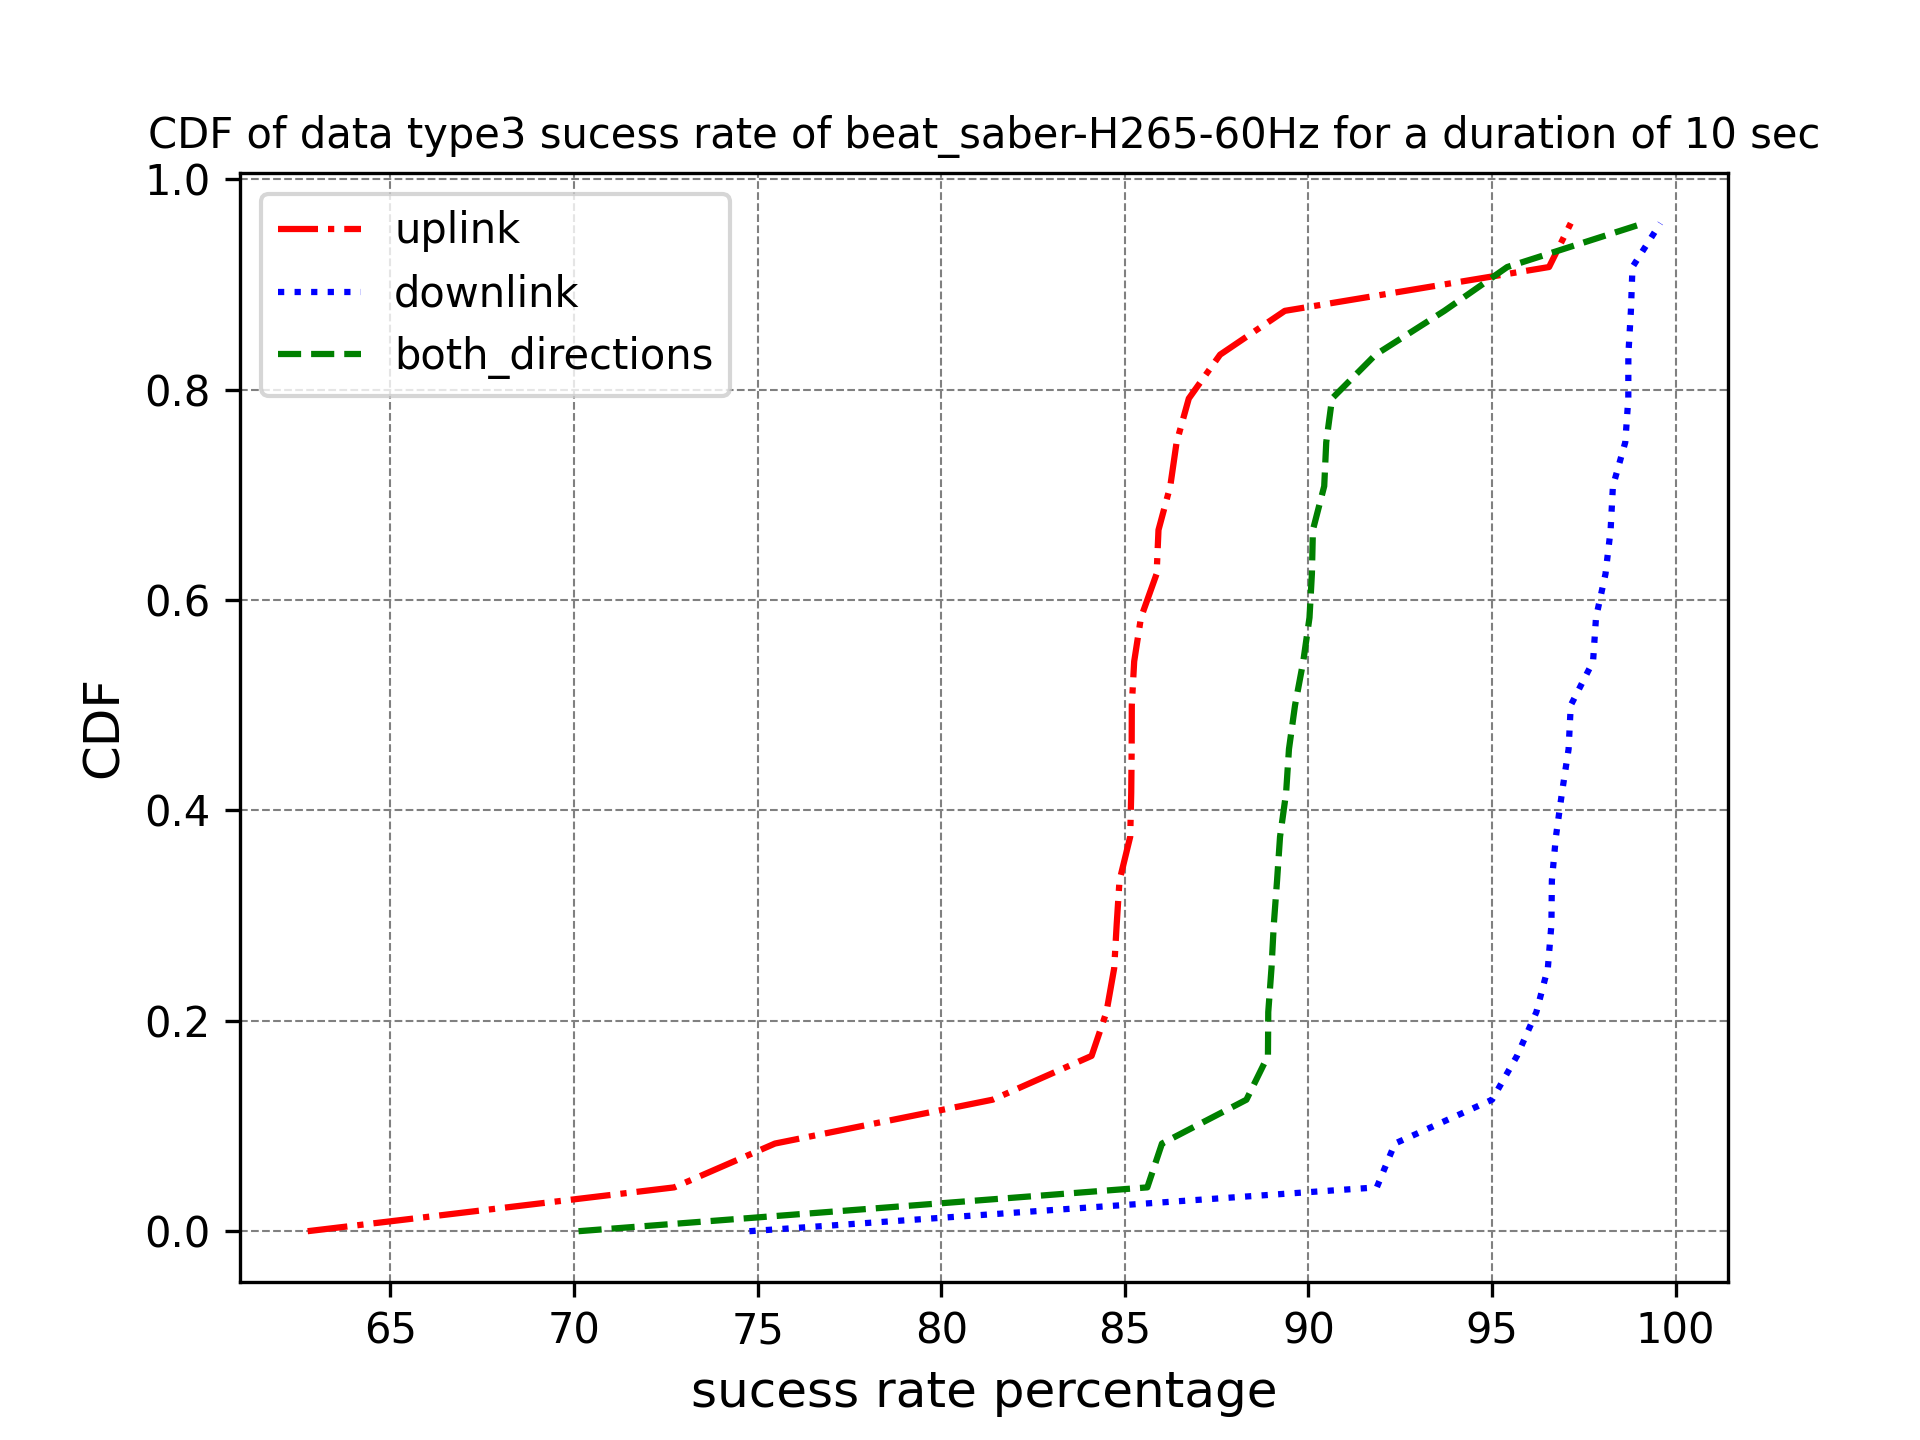 CDF of data type3 sucess rate of beat_saber-H265-60Hz for a duration of 10 sec
1.0
uplink
downlink
both_directions
0.8
0.6
CDF
0.4
0.2
0.0
65 70 75 80 85 90 95 100
sucess rate percentage